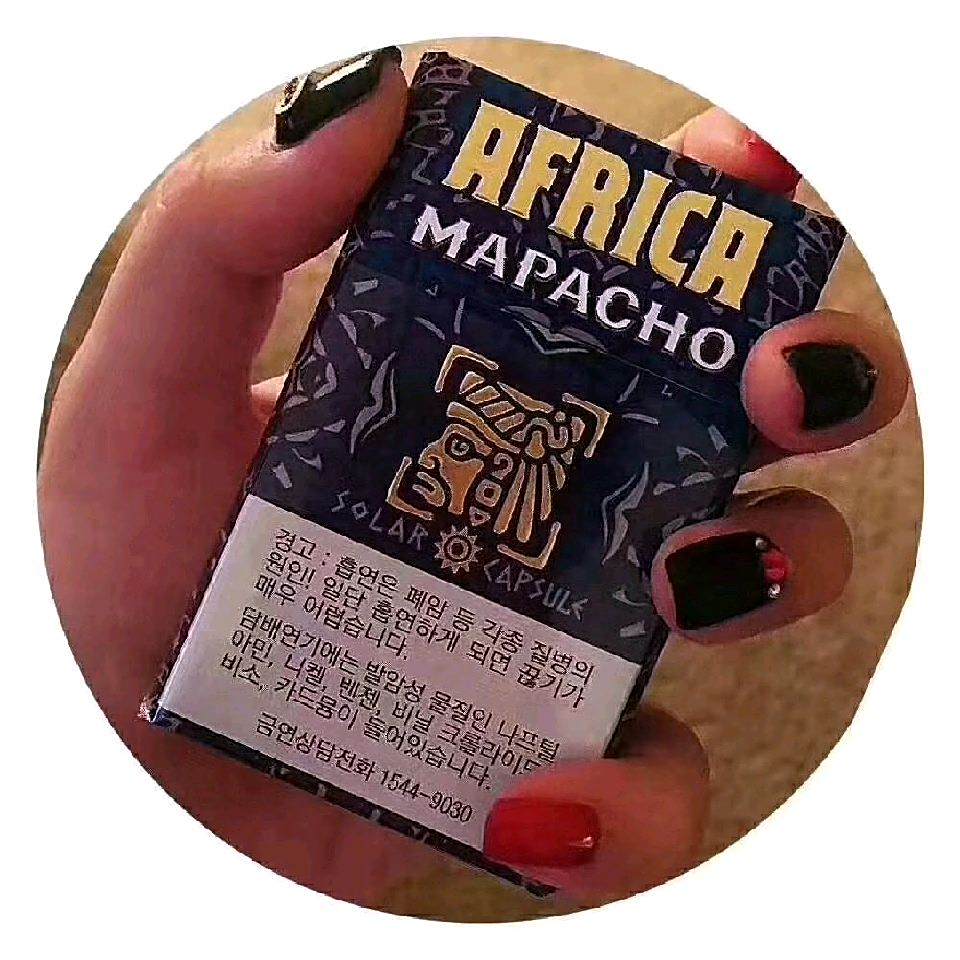 AFRICA
MAPACHO
SOLAR CAPSULE
경고 : 흡연은 폐암 등 각종 질병의
원인! 일단 흡연하게 되면 끊기가
매우 어렵습니다.
담배연기에는 발암성 물질인 나프틸
아민, 니켈, 벤젠, 비닐 크롤라이드
비소, 카드뮴이 들어있습니다.
금연상담전화 1544-9030